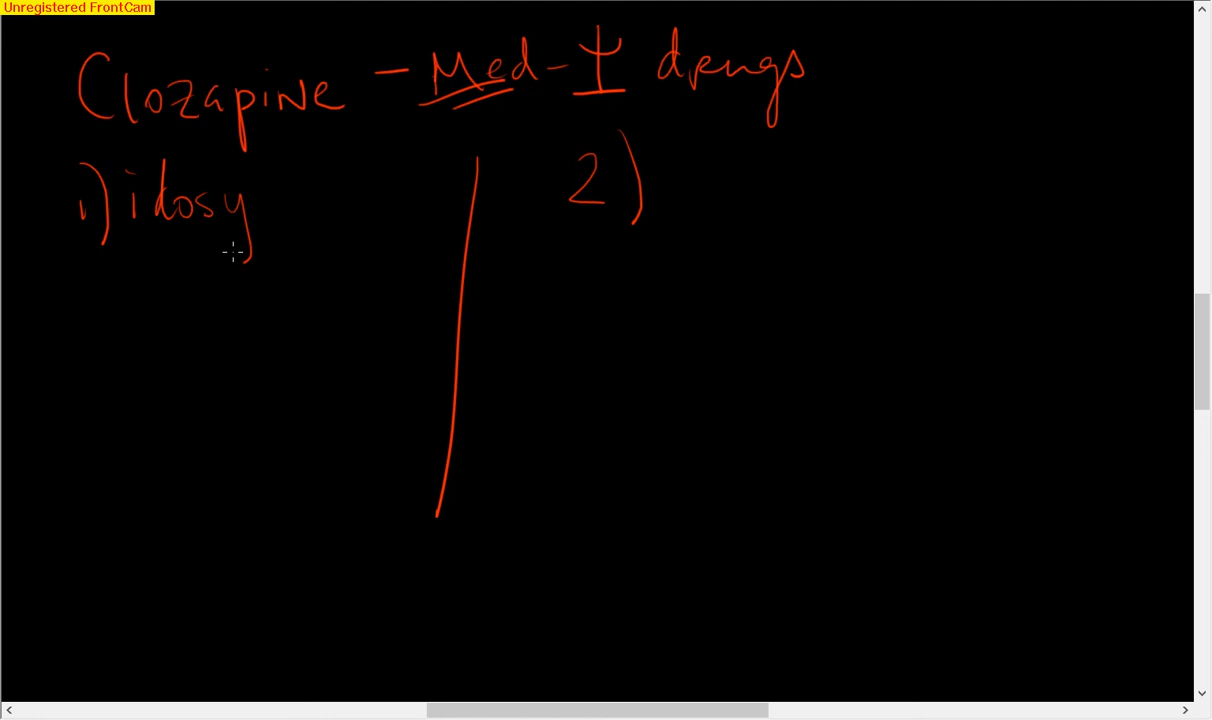 Unregistered FrontCam
Clozapine - Med - Ψ drugs
1) idosy
2)